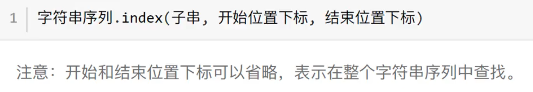 1 字符串序列.index(子串, 开始位置下标, 结束位置下标)
注意：开始和结束位置下标可以省略，表示在整个字符串序列中查找。